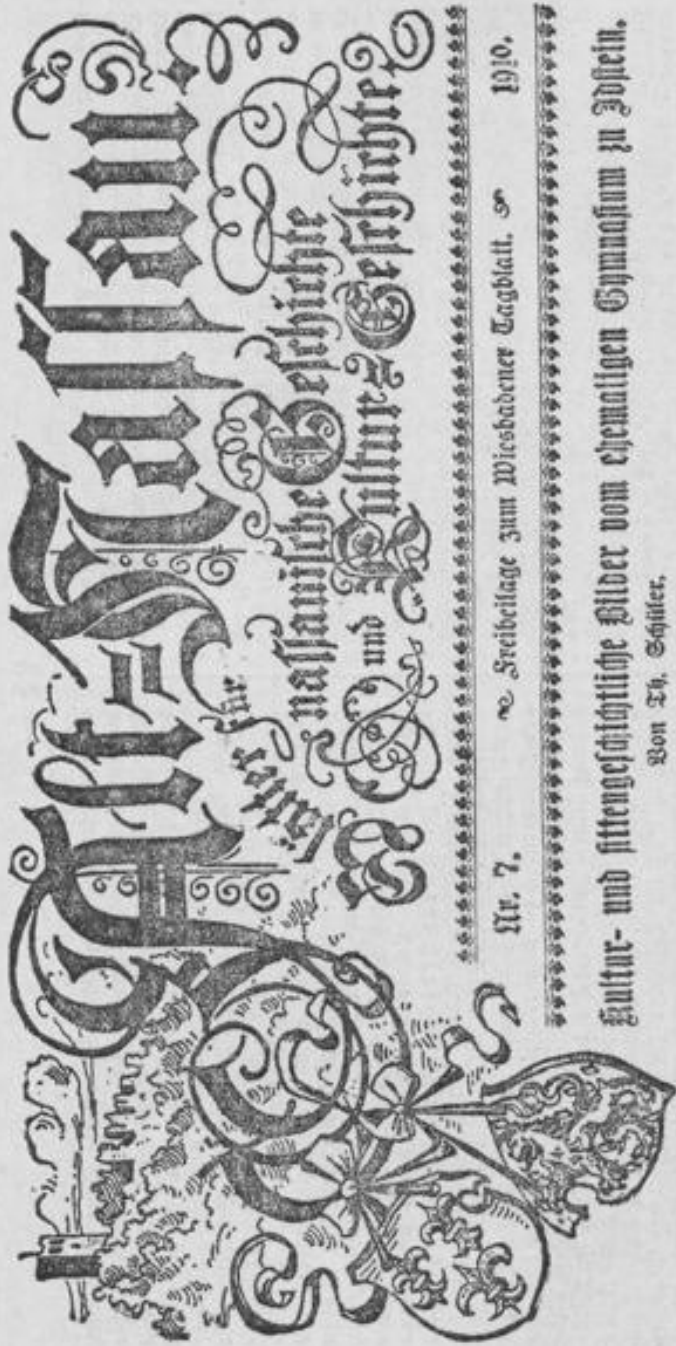 Alt-Nassau
Blätter für
nassauische Geschichte
und Kultur-Geschichte
Nr. 7. Freibeilage zum Wiesbadener Tagblatt. 1910.
Kultur- und sittengeschichtliche Bilder vom ehemaligen Gymnasium zu Idstein.
Von Th. Schüler.